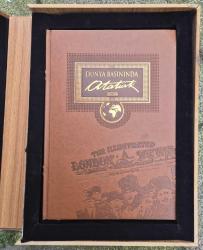 DÜNYA BASININDA
Atatürk
THE ILLUSTRATED
LONDON NEWS